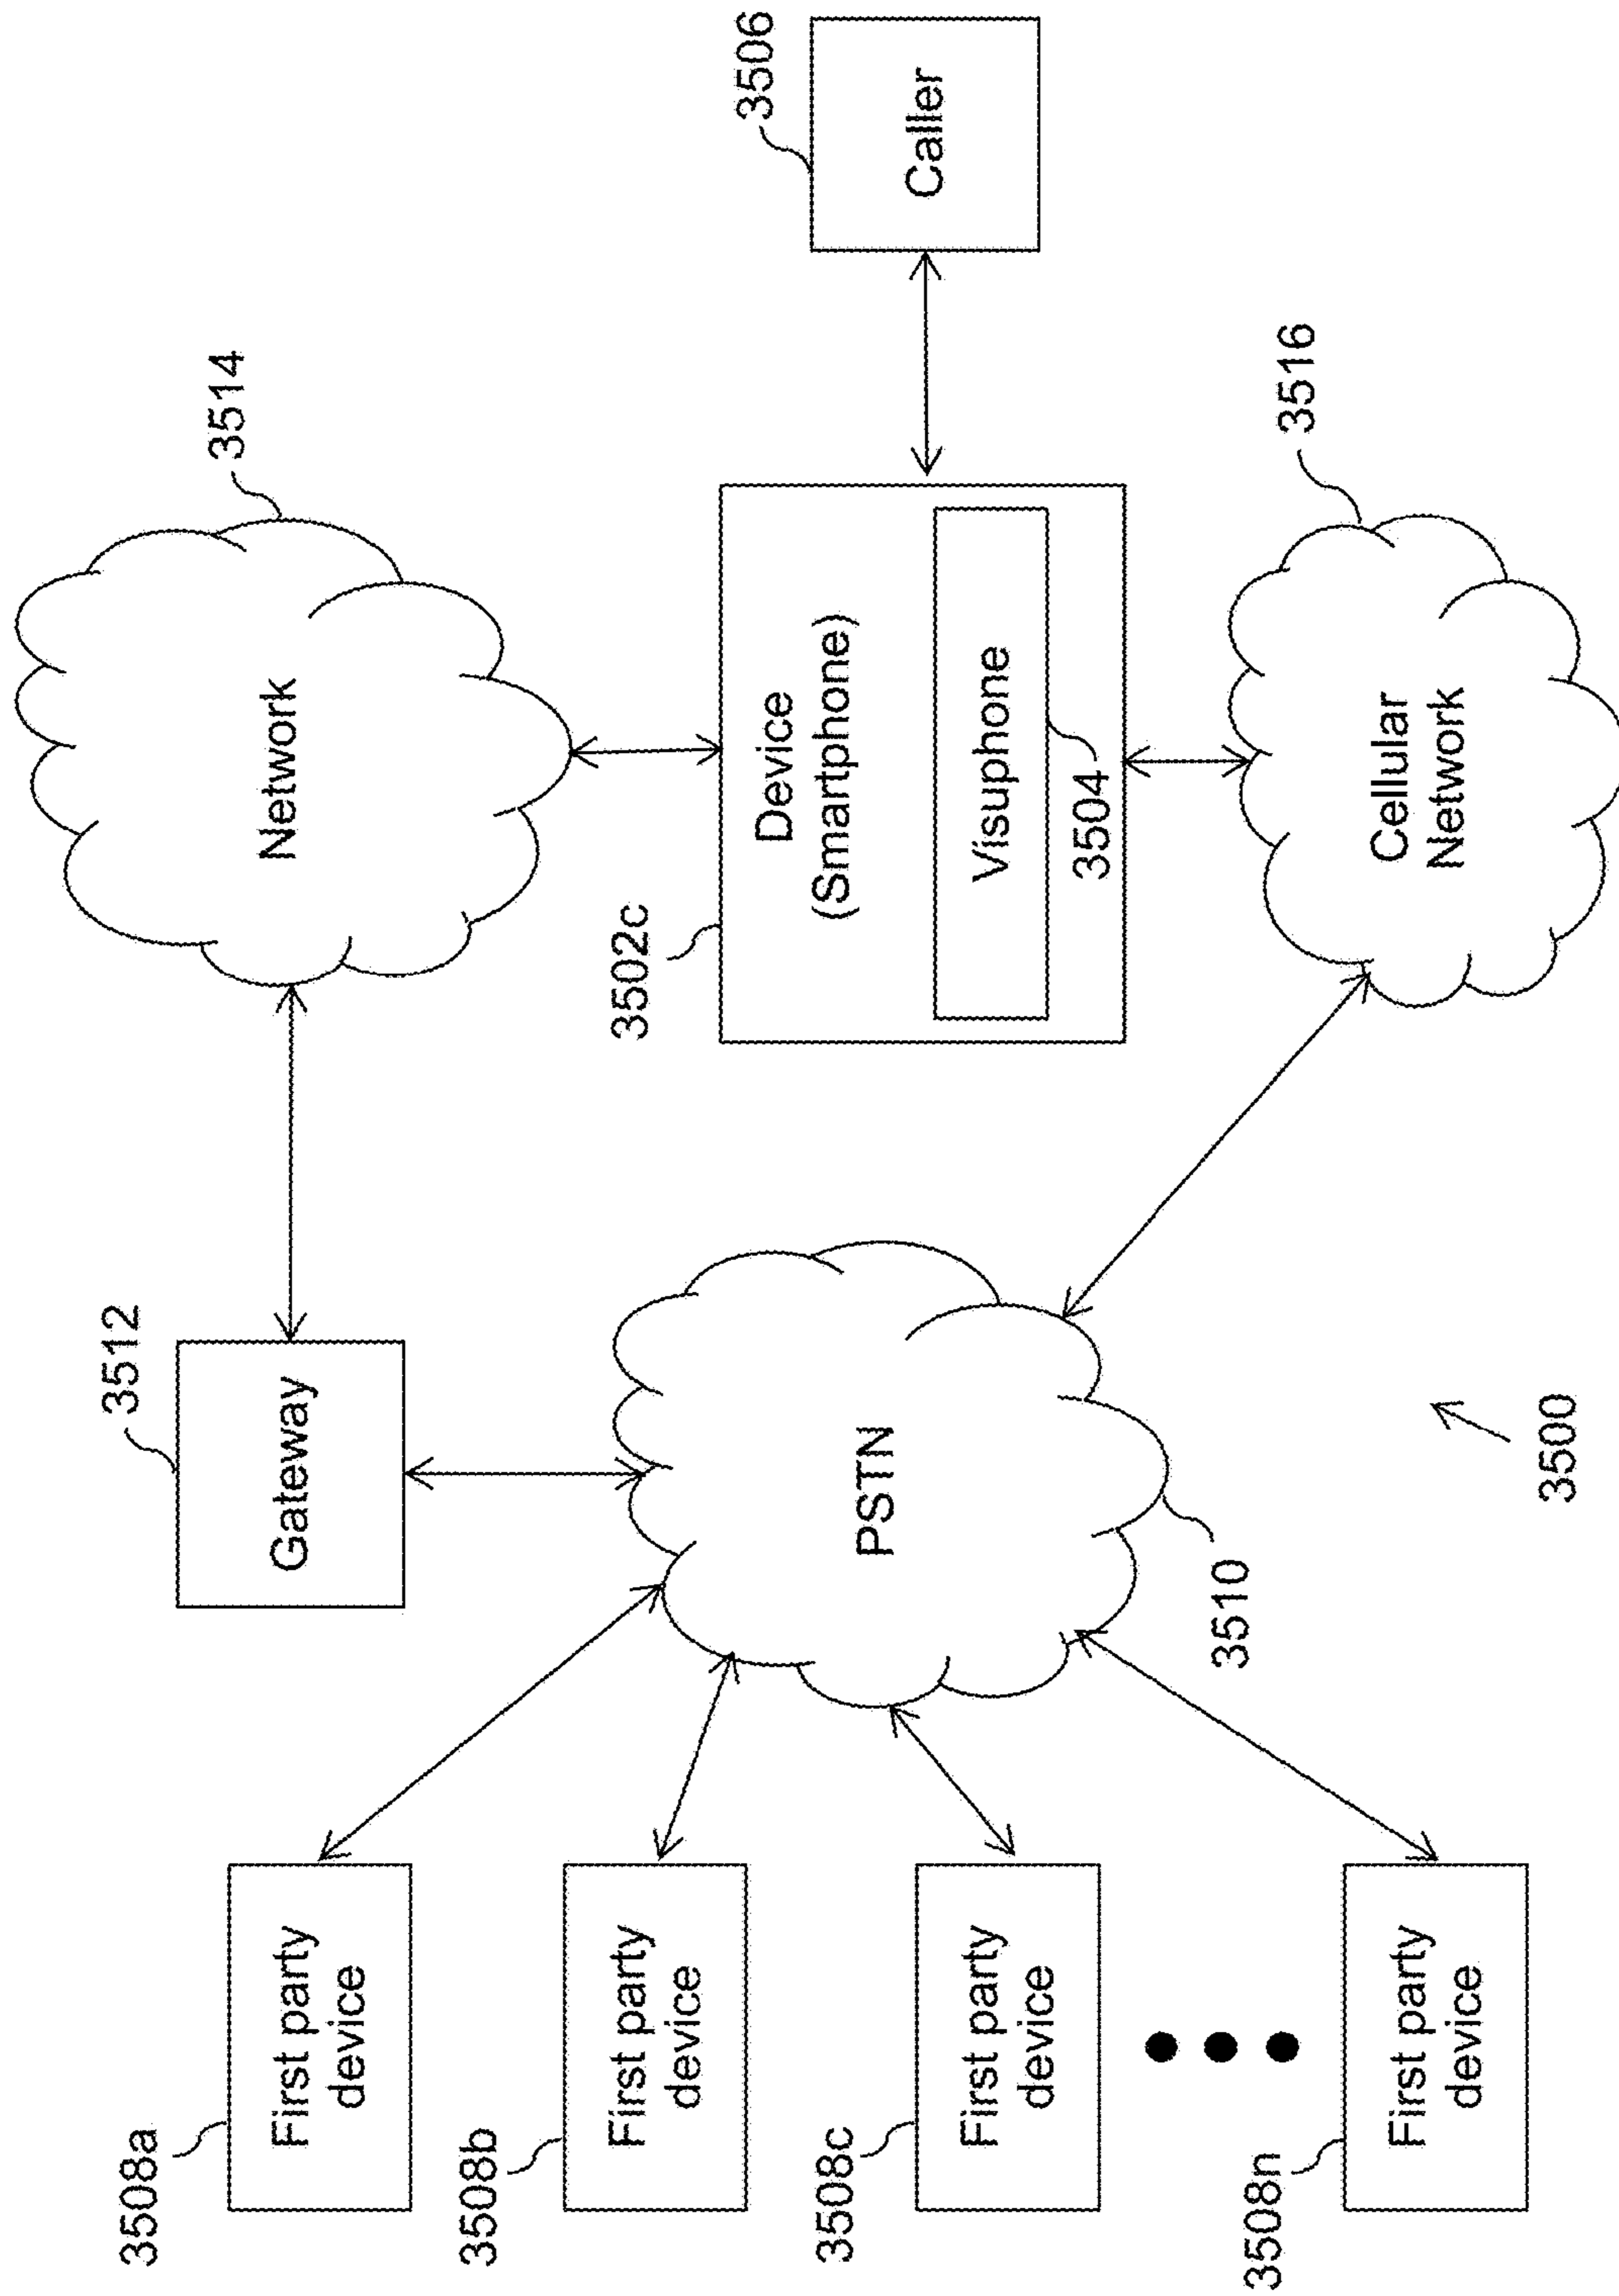 3508a
First party
device
3508b
First party
device
3508c
First party
device
3508n
First party
device
3512
Gateway
PSTN
3510
3500
3514
Network
3502c
Device
(Smartphone)
Visuphone
3504
3516
Cellular
Network
3506
Caller